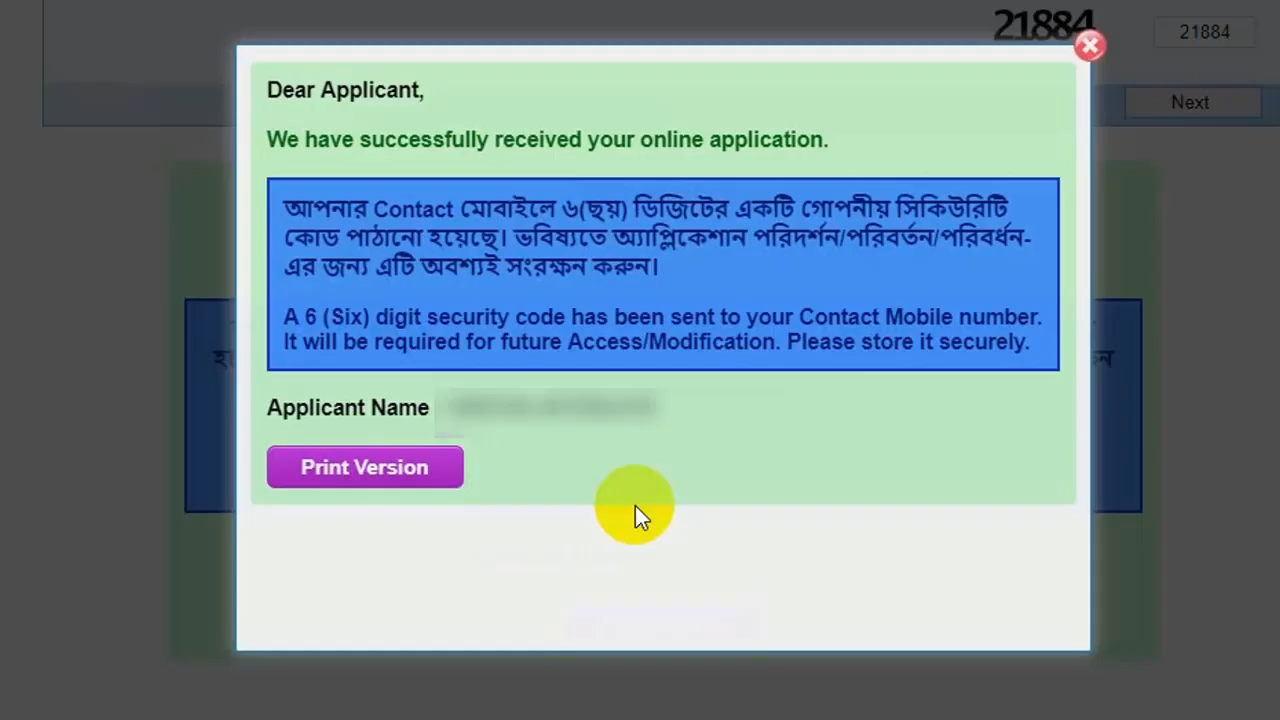 21884
21884
Next
Dear Applicant,
We have successfully received your online application.
আপনার Contact মোবাইলে ৬(ছয়) ডিজিটের একটি গোপনীয় সিকিউরিটি
কোড পাঠানো হয়েছে। ভবিষ্যতে অ্যাপ্লিকেশান পরিদর্শন/পরিবর্তন/পরিবর্ধন-
এর জন্য এটি অবশ্যই সংরক্ষন করুন।
A 6 (Six) digit security code has been sent to your Contact Mobile number.
It will be required for future Access/Modification. Please store it securely.
Applicant Name
Print Version